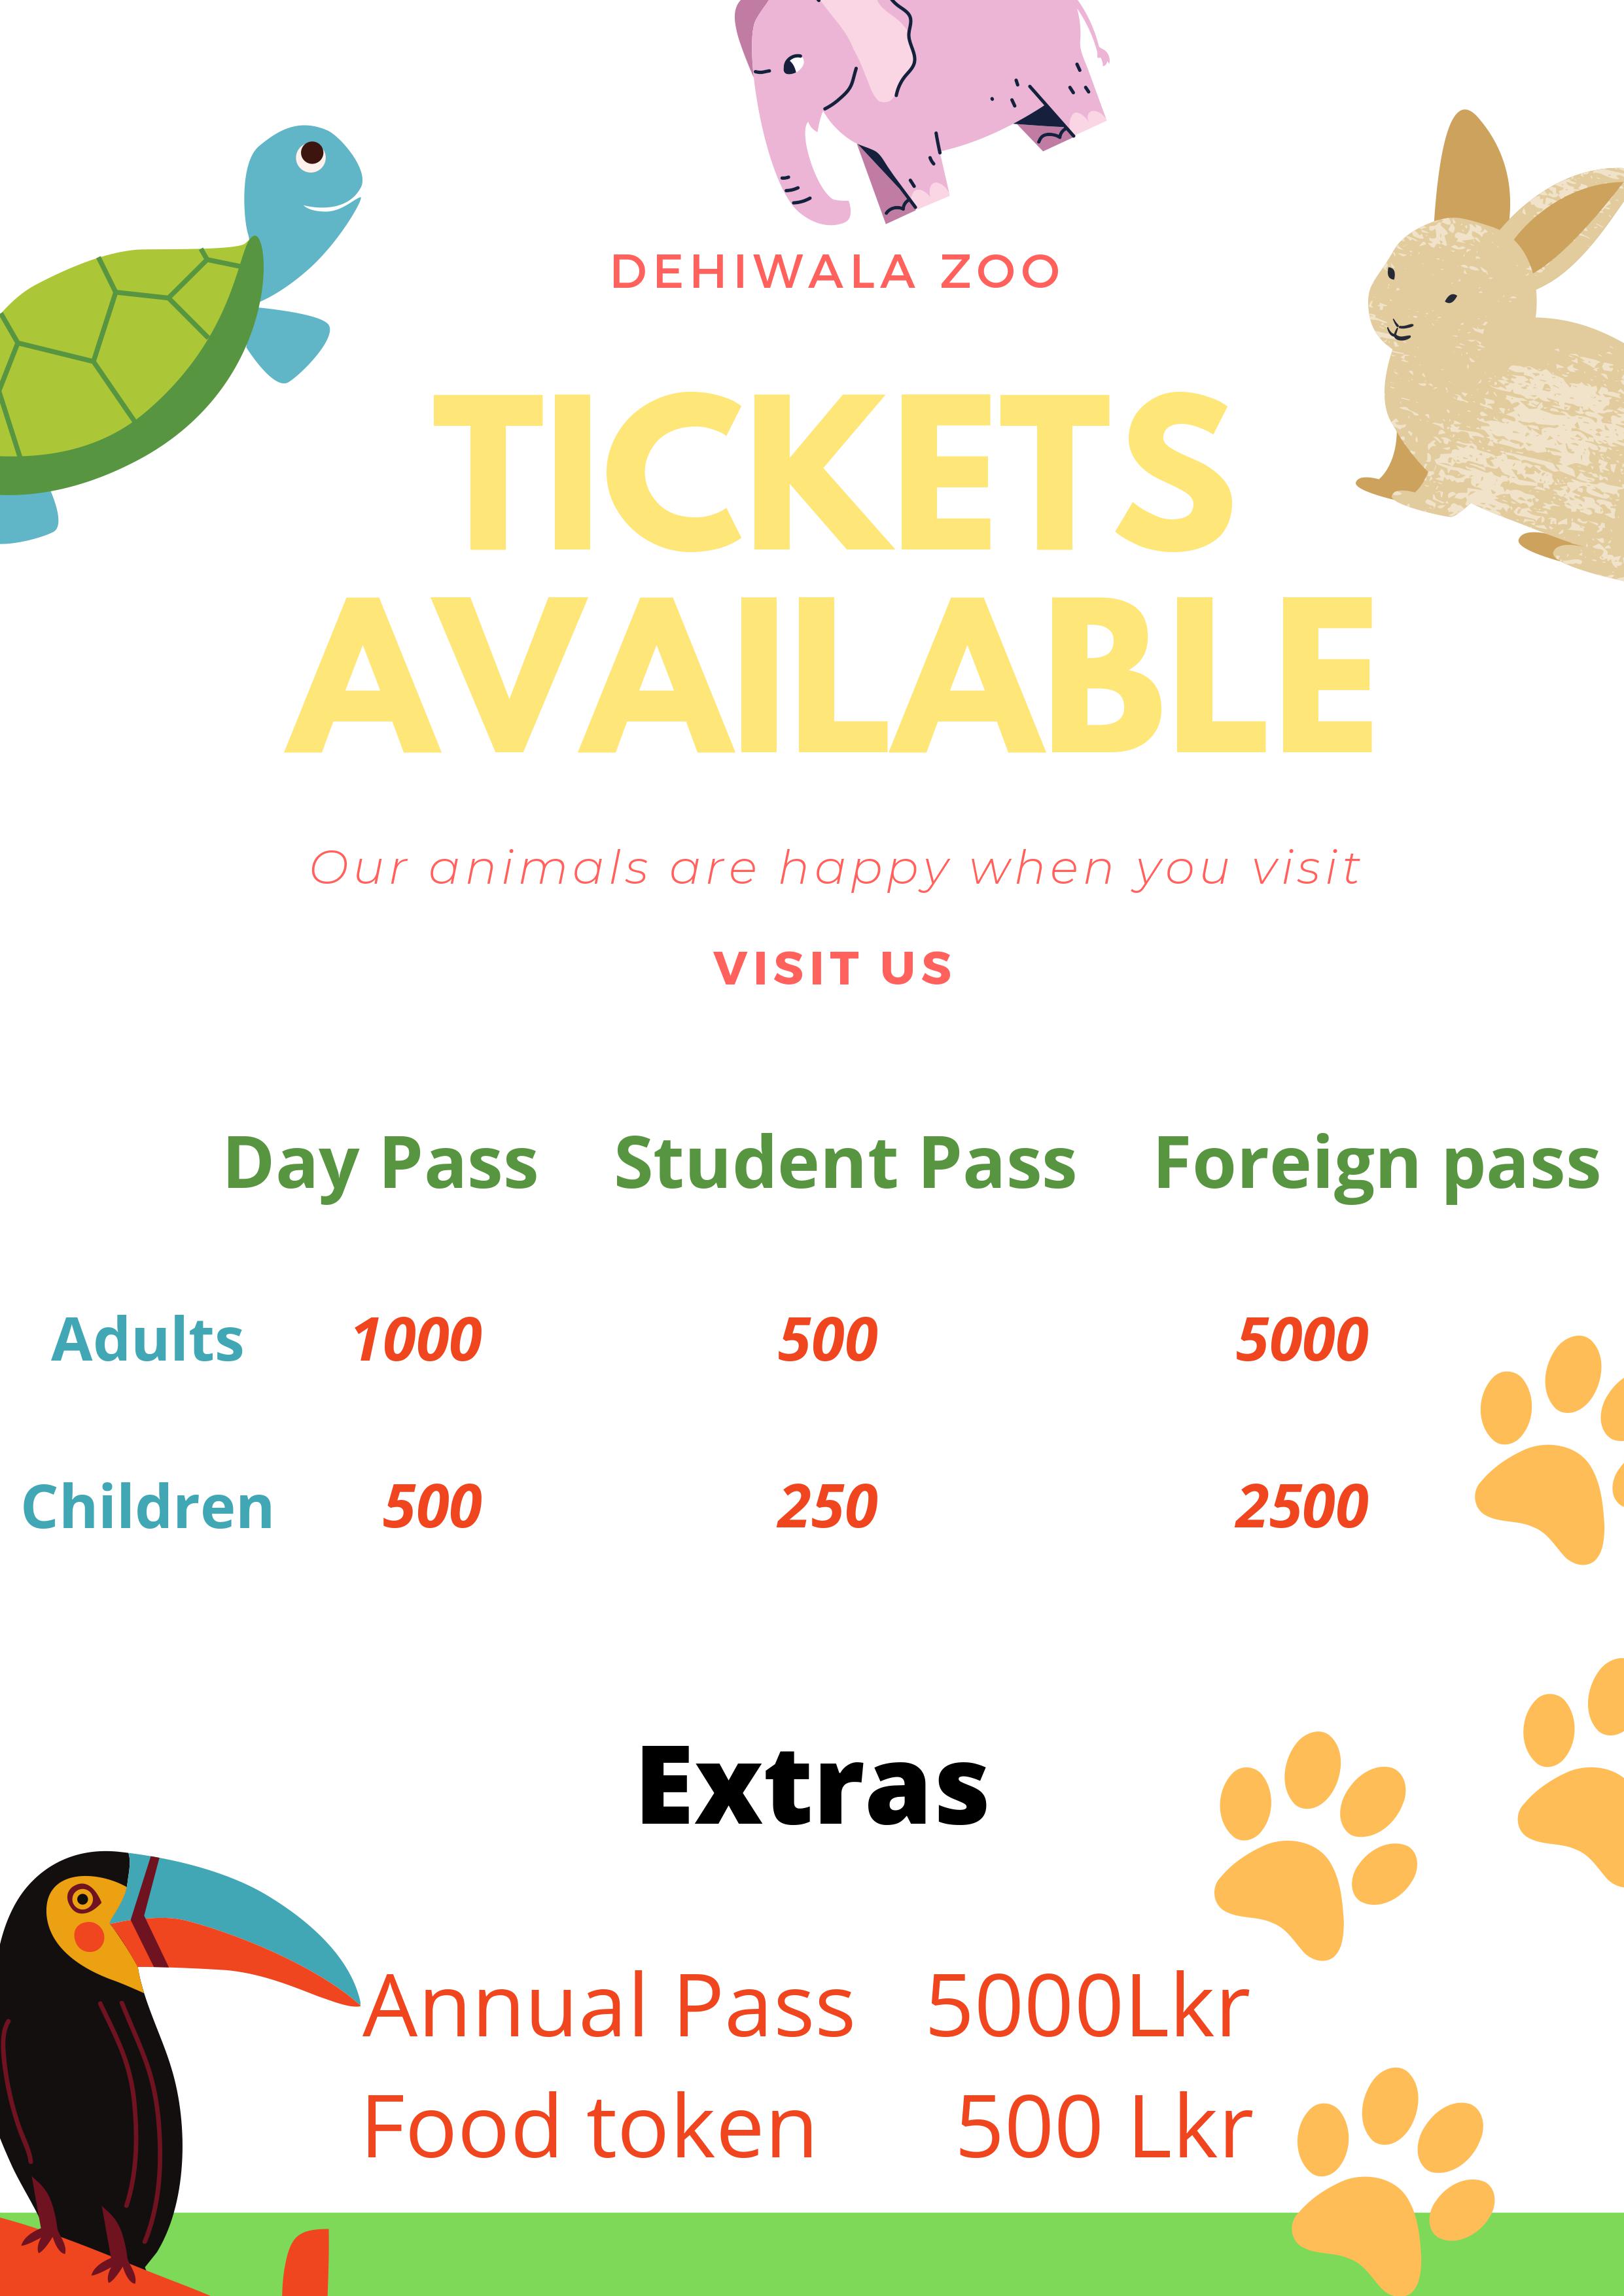 DEHIWALA ZOO
TICKETS
AVAILABLE
Our animals are happy when you visit
VISIT US
Day Pass Student Pass Foreign pass
Adults 1000 500 5000
Children 500 250 2500
Extras
Annual Pass 5000Lkr
Food token 500 Lkr